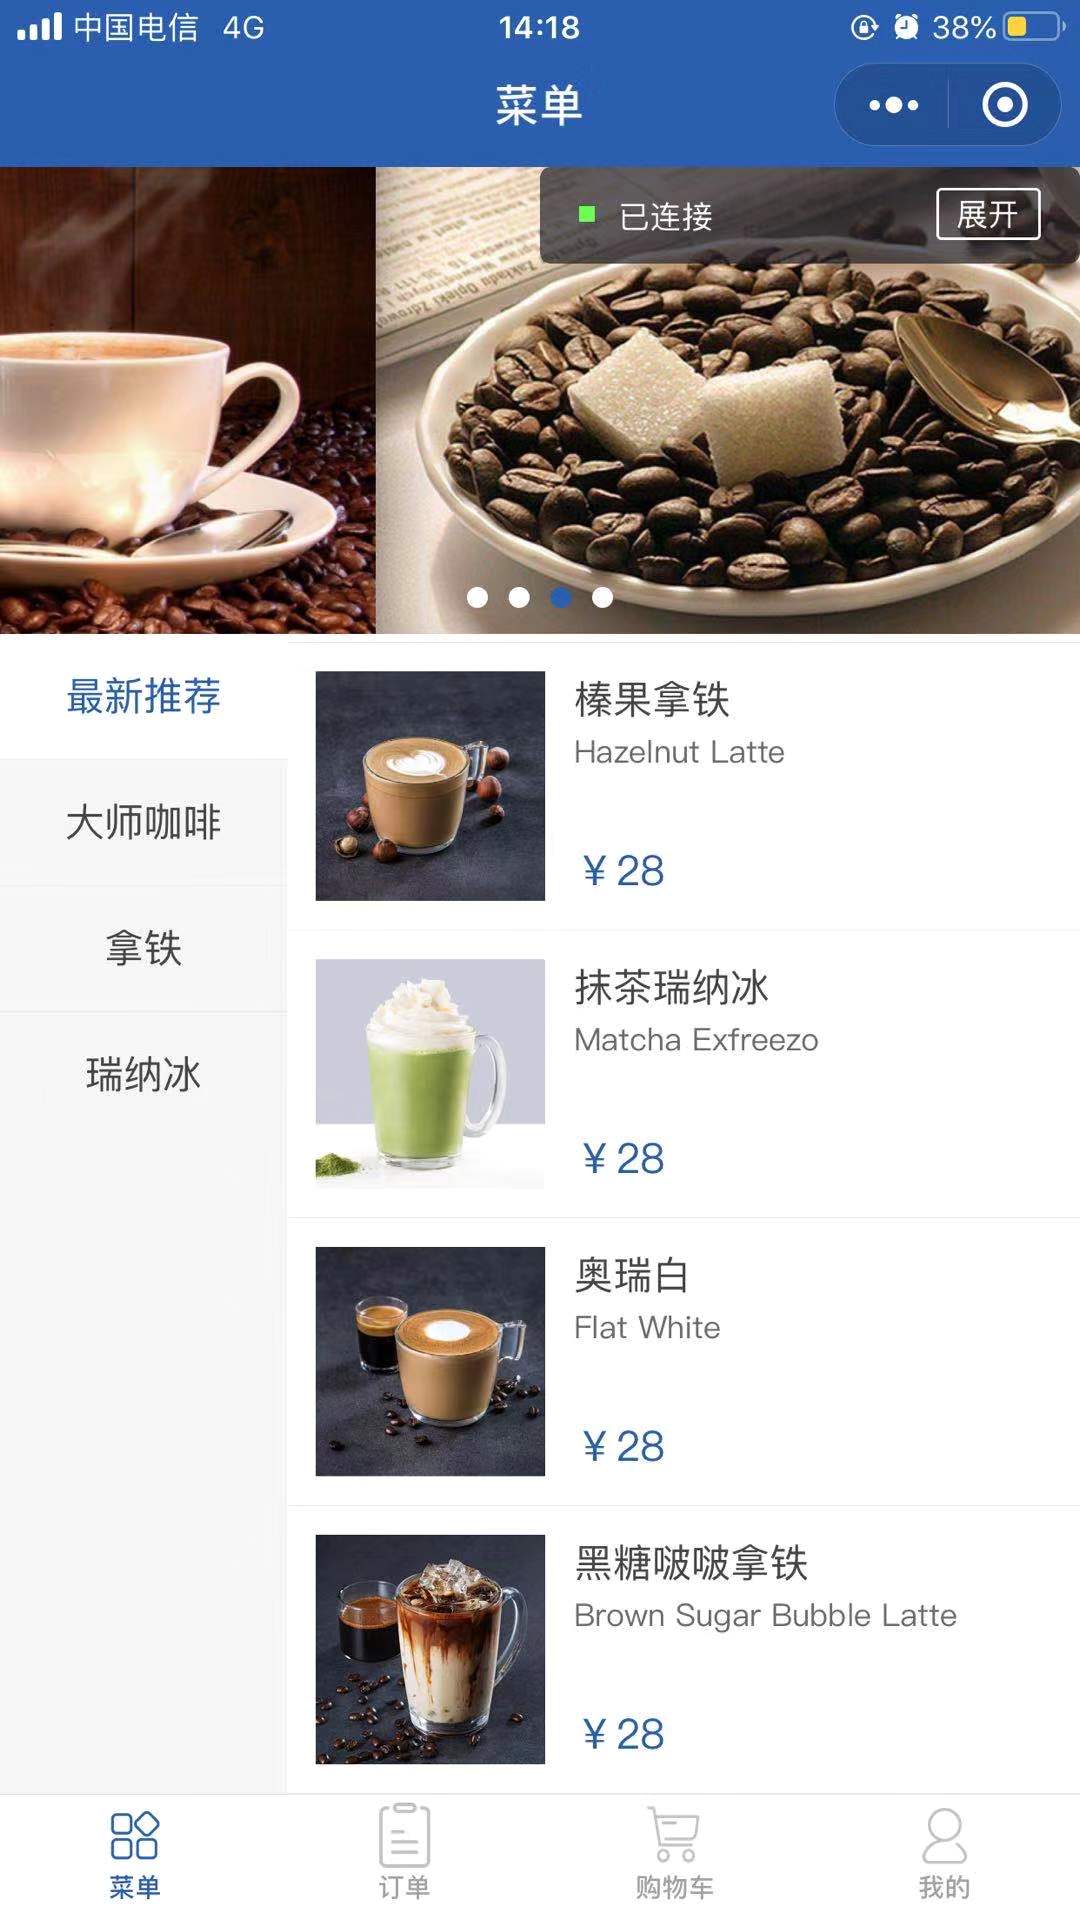 中国电信 4G
14:18
38%
菜单
已连接
展开
Zakladu Opieki Zdrowo
最新推荐
大师咖啡
拿铁
瑞纳冰
榛果拿铁
Hazelnut Latte
¥ 28
抹茶瑞纳冰
Matcha Exfreezo
¥ 28
奥瑞白
Flat White
¥ 28
黑糖啵啵拿铁
Brown Sugar Bubble Latte
¥ 28
菜单
订单
购物车
我的